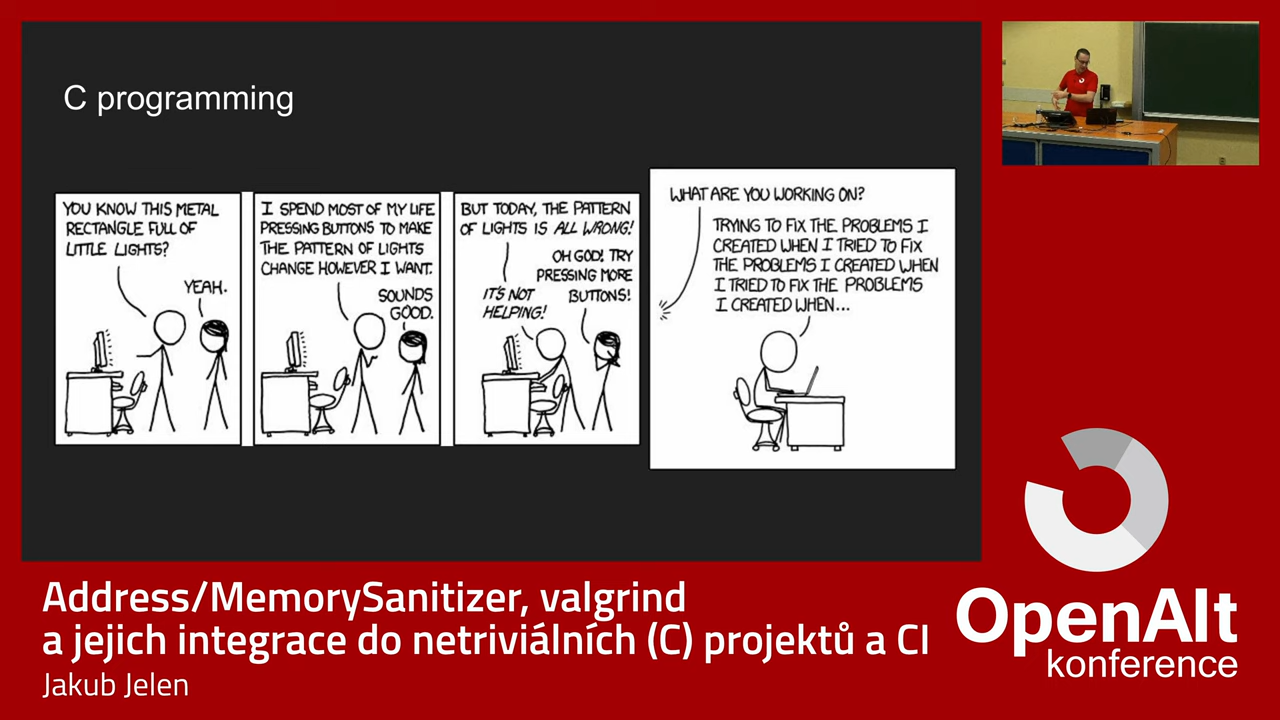 C programming
YOU KNOW THIS METAL
RECTANGLE FULL OF
LITTLE LIGHTS?
YEAH.
I SPEND MOST OF MY LIFE
PRESSING BUTTONS TO MAKE
THE PATTERN OF LIGHTS
CHANGE HOWEVER I WANT.
SOUNDS
GOOD.
BUT TODAY, THE PATTERN
OF LIGHTS IS ALL WRONG!
OH GOD! TRY
PRESSING MORE
BUTTONS!
IT'S NOT
HELPING!
WHAT ARE YOU WORKING ON?
TRYING TO FIX THE PROBLEMS I
CREATED WHEN I TRIED TO FIX
THE PROBLEMS I CREATED WHEN
I TRIED TO FIX THE PROBLEMS
I CREATED WHEN...
Address/MemorySanitizer, valgrind
a jejich integrace do netriviálních (C) projektů a CI
Jakub Jelen
OpenAlt
konference